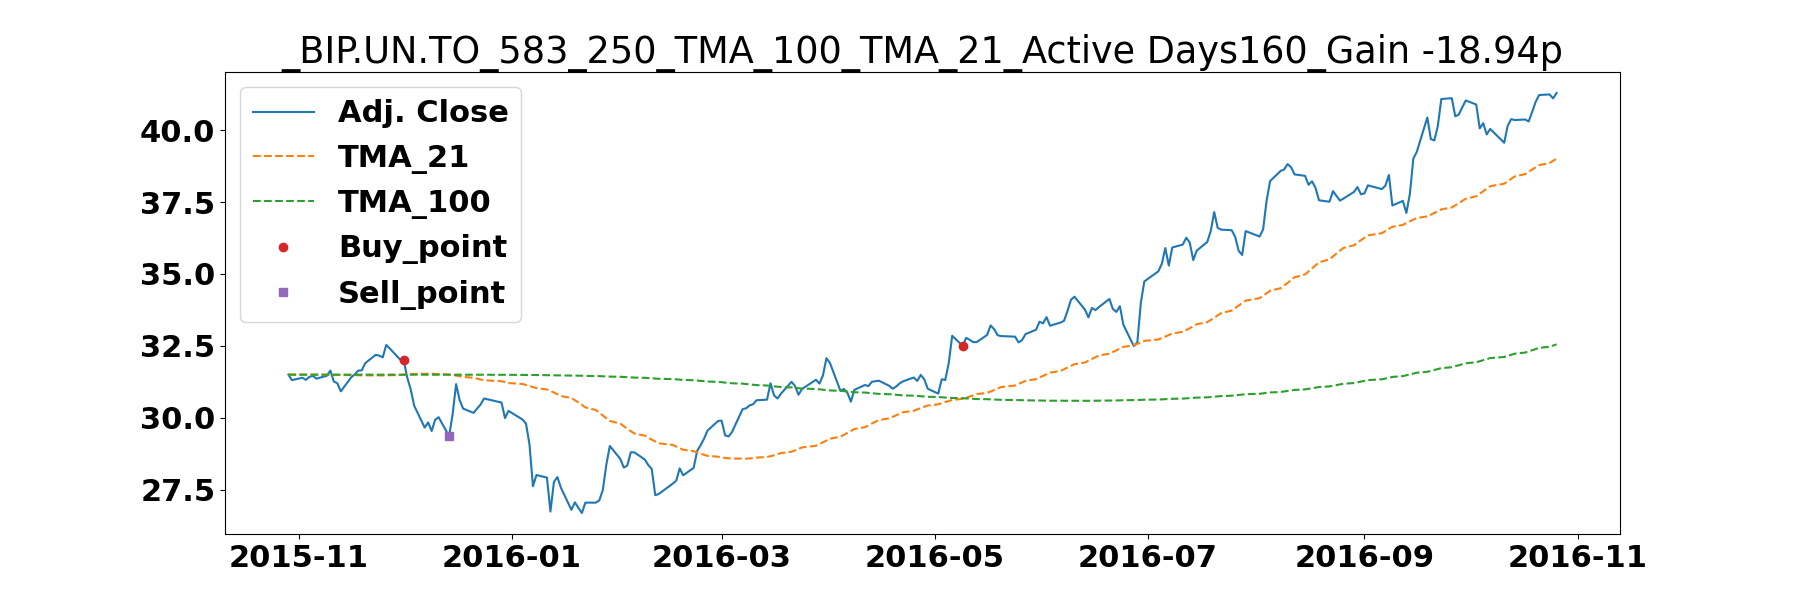 _BIP.UN.TO_583_250_TMA_100_TMA_21_Active Days160_Gain -18.94p
Adj. Close
TMA_21
TMA_100
Buy_point
Sell_point
40.0
37.5
35.0
32.5
30.0
27.5
2015-11 2016-01 2016-03 2016-05 2016-07 2016-09 2016-11